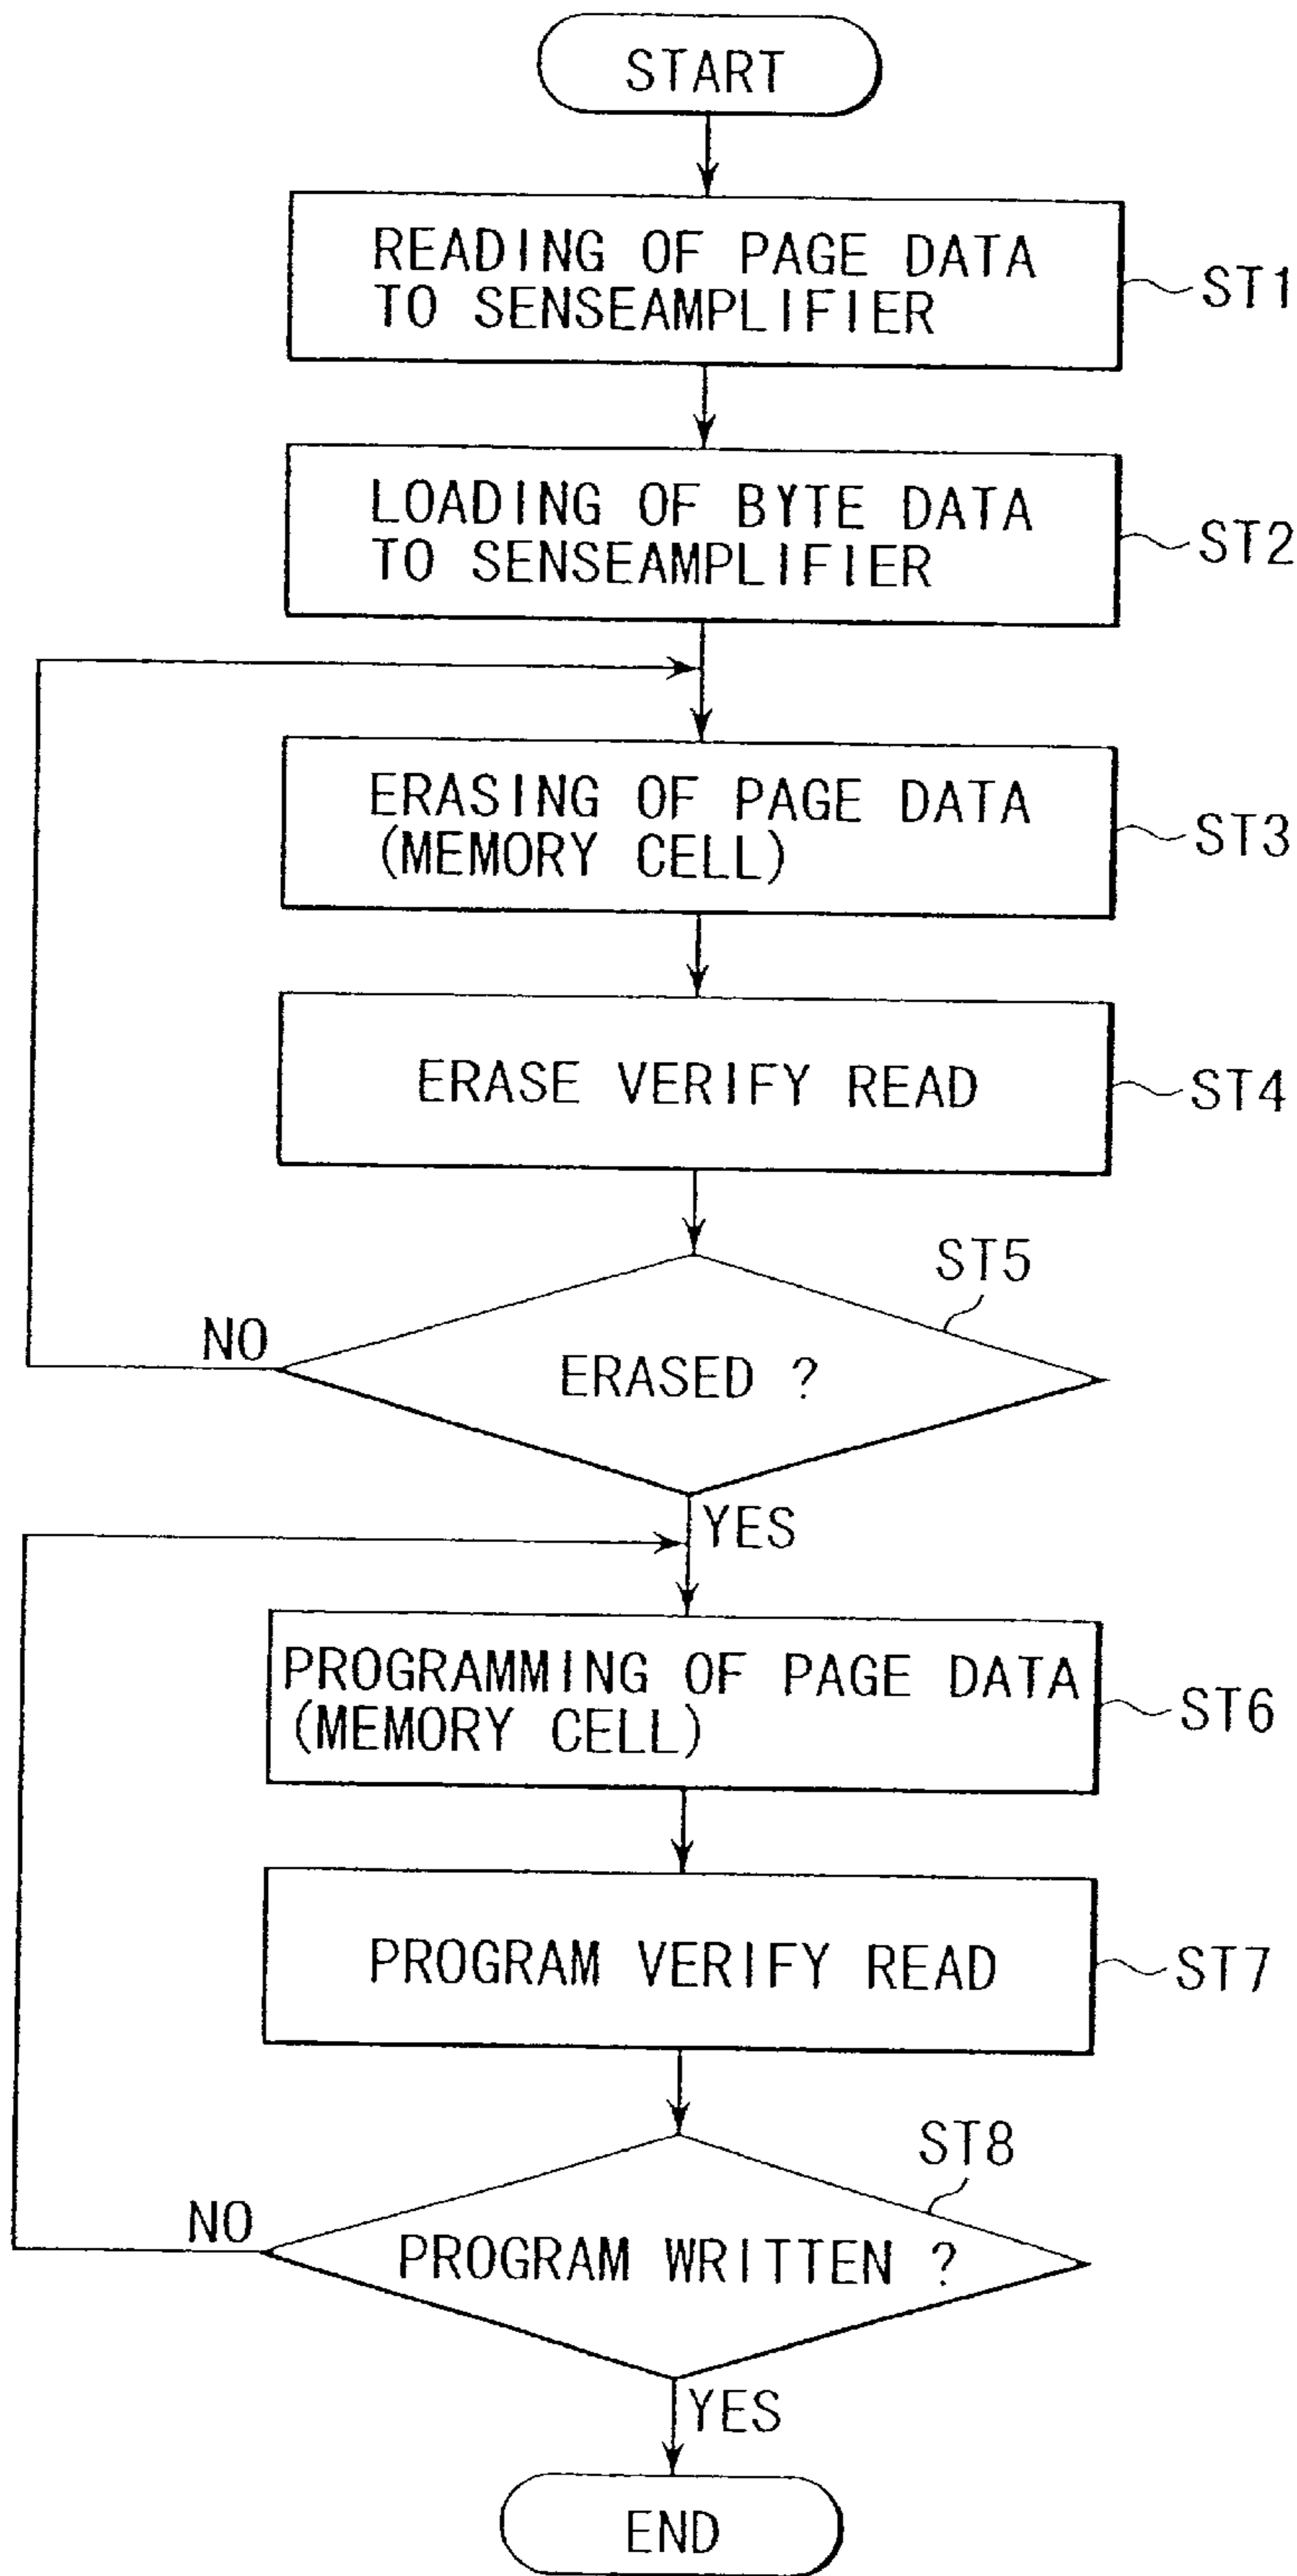 START
READING OF PAGE DATA
TO SENSEAMPLIFIER
ST1
LOADING OF BYTE DATA
TO SENSEAMPLIFIER
ST2
ERASING OF PAGE DATA
(MEMORY CELL)
ST3
ERASE VERIFY READ
ST4
ST5
NO
ERASED ?
YES
PROGRAMMING OF PAGE DATA
(MEMORY CELL)
ST6
PROGRAM VERIFY READ
ST7
ST8
NO
PROGRAM WRITTEN ?
YES
END